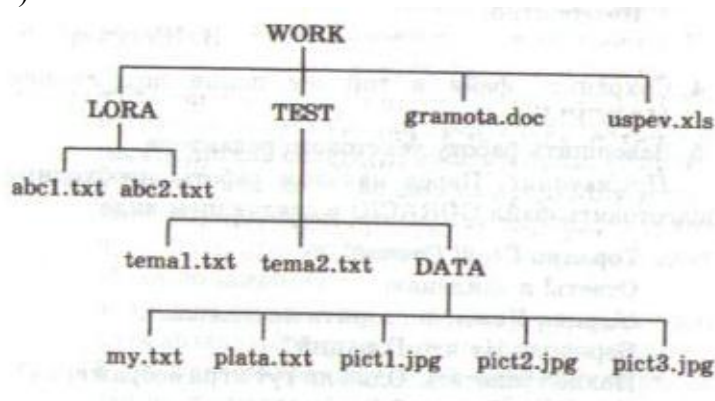 )
WORK
LORA TEST gramota.doc uspev.xls
abc1.txt abc2.txt
tema1.txt tema2.txt DATA
my.txt plata.txt pict1.jpg pict2.jpg pict3.jpg